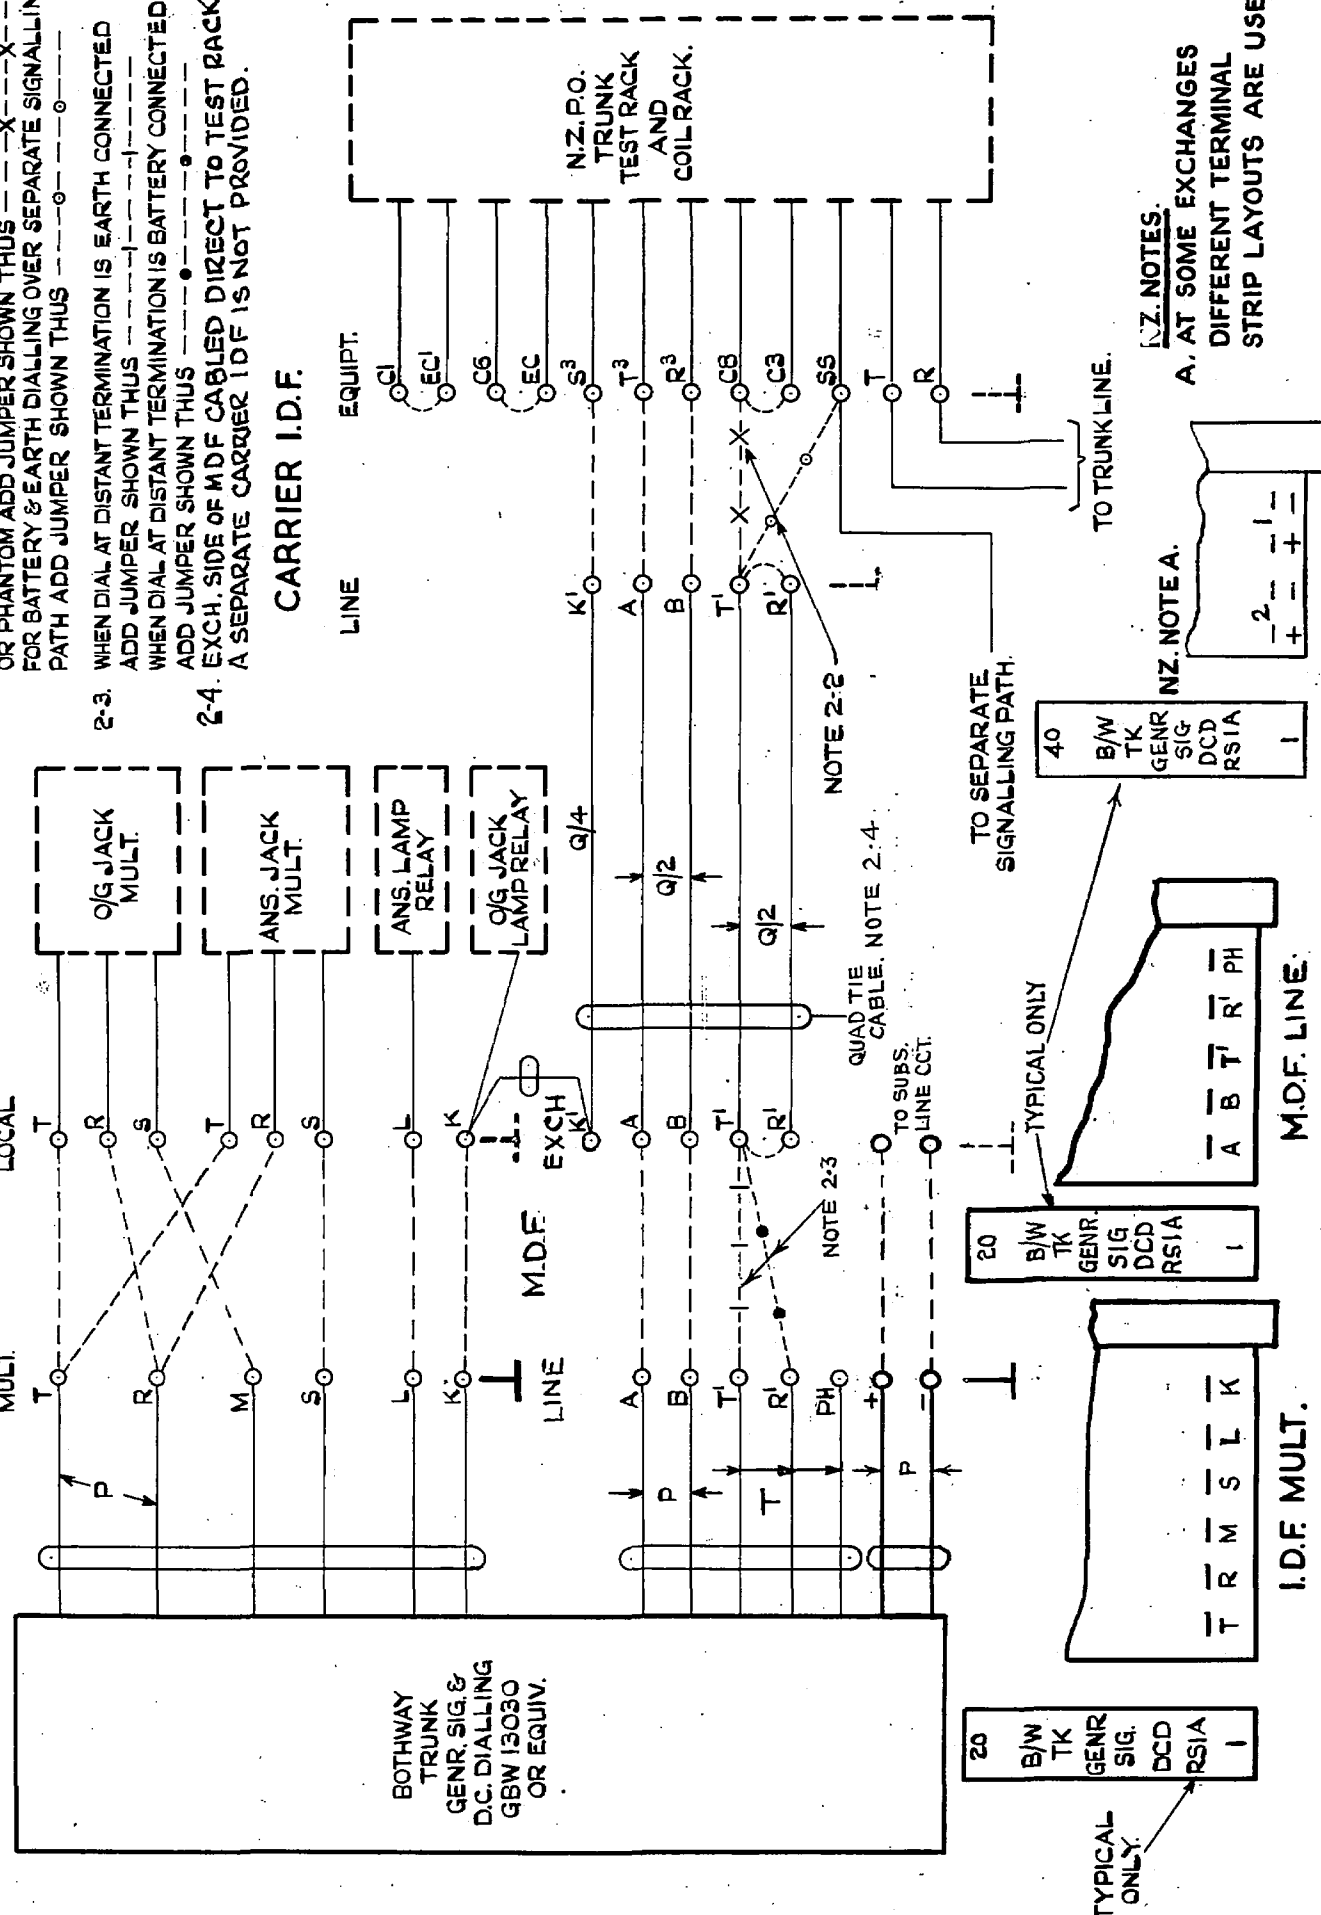 OR PHANTOM ADD JUMPER SHOWN THUS ---X---X--
FOR BATTERY & EARTH DIALLING OVER SEPARATE SIGNALLIN
PATH ADD JUMPER SHOWN THUS
2-3. WHEN DIAL AT DISTANT TERMINATION IS EARTH CONNECTED
ADD JUMPER SHOWN THUS
WHEN DIAL AT DISTANT TERMINATION IS BATTERY CONNECTED
ADD JUMPER SHOWN THUS
2-4. EXCH. SIDE OF MDF CABLED DIRECT TO TEST RACK
A SEPARATE CARRIER IDF IS NOT PROVIDED.
CARRIER I.D.F.
LINE
EQUIPT.
N.Z.P.O.
TRUNK
TEST RACK
AND
COIL RACK.
C1
EC1
C6
EC
S3
T3
R3
C8
C3
SS
T
R
K1
A
B
T1
R1
NOTE 2-2
TO SEPARATE
SIGNALLING PATH.
TO TRUNK LINE.
MULT.
LOCAL
T
R
M
S
L
K
T
R
S
T
R
S
L
K
O/G JACK
MULT.
ANS. JACK
MULT.
ANS. LAMP
RELAY
O/G JACK
LAMP RELAY
Q/4
Q/2
Q/2
QUAD TIE
CABLE. NOTE 2.4
M.D.F.
LINE
EXCH
A
B
T1
R1
PH
+
-
K1
A
B
T1
R1
NOTE 2.3
TO SUBS.
LINE CCT.
P
P
T
P
BOTHWAY
TRUNK
GENR. SIG. &
D.C. DIALLING
GBW 13030
OR EQUIV.
TYPICAL
ONLY.
20
B/W
TK
GENR
SIG.
DCD
RS1A
1
T R M S L K
I.D.F. MULT.
20
B/W
TK
GENR.
SIG
DCD
RS1A
1
TYPICAL ONLY
A B T1 R1 PH
M.D.F. LINE.
40
B/W
TK
GENR
SIG
DCD
RS1A
1
NZ. NOTE A.
-2 - -1 -
+ - + -
NZ. NOTES.
A. AT SOME EXCHANGES
DIFFERENT TERMINAL
STRIP LAYOUTS ARE USE